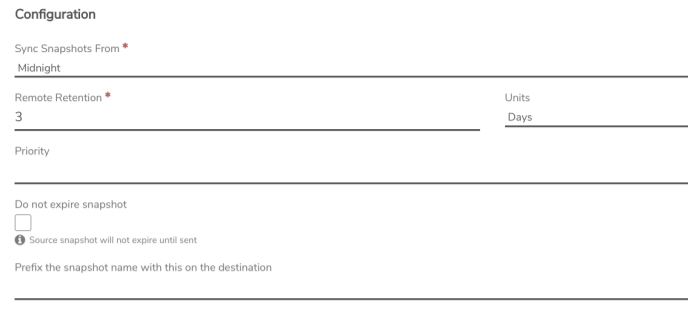 Configuration
Sync Snapshots From *
Midnight
Remote Retention *
Units
3
Days
Priority
Do not expire snapshot
Source snapshot will not expire until sent
Prefix the snapshot name with this on the destination